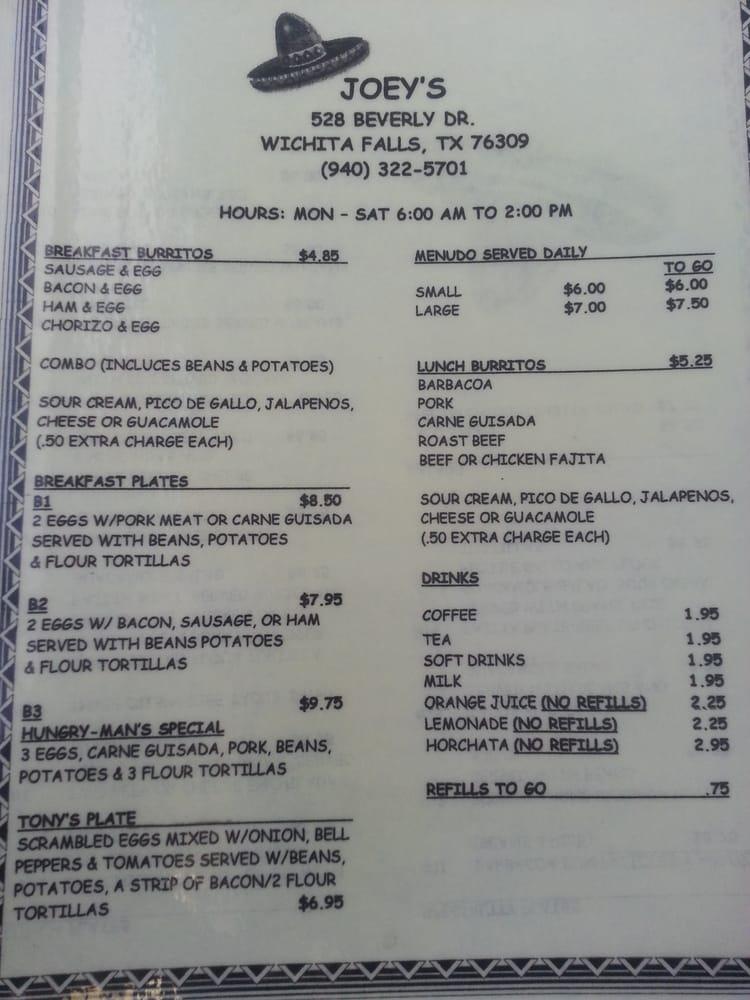 JOEY'S
528 BEVERLY DR.
WICHITA FALLS, TX 76309
(940) 322-5701
HOURS: MON - SAT 6:00 AM TO 2:00 PM
BREAKFAST BURRITOS $4.85
SAUSAGE & EGG
BACON & EGG
HAM & EGG
CHORIZO & EGG
COMBO (INCLUCES BEANS & POTATOES)
SOUR CREAM, PICO DE GALLO, JALAPENOS,
CHEESE OR GUACAMOLE
(.50 EXTRA CHARGE EACH)
BREAKFAST PLATES
B1 $8.50
2 EGGS W/PORK MEAT OR CARNE GUISADA
SERVED WITH BEANS, POTATOES
& FLOUR TORTILLAS
B2 $7.95
2 EGGS W/ BACON, SAUSAGE, OR HAM
SERVED WITH BEANS POTATOES
& FLOUR TORTILLAS
B3 $9.75
HUNGRY-MAN'S SPECIAL
3 EGGS, CARNE GUISADA, PORK, BEANS,
POTATOES & 3 FLOUR TORTILLAS
TONY'S PLATE
SCRAMBLED EGGS MIXED W/ONION, BELL
PEPPERS & TOMATOES SERVED W/BEANS,
POTATOES, A STRIP OF BACON/2 FLOUR
TORTILLAS $6.95
MENUDO SERVED DAILY
TO GO
SMALL $6.00 $6.00
LARGE $7.00 $7.50
LUNCH BURRITOS $5.25
BARBACOA
PORK
CARNE GUISADA
ROAST BEEF
BEEF OR CHICKEN FAJITA
SOUR CREAM, PICO DE GALLO, JALAPENOS,
CHEESE OR GUACAMOLE
(.50 EXTRA CHARGE EACH)
DRINKS
COFFEE 1.95
TEA 1.95
SOFT DRINKS 1.95
MILK 1.95
ORANGE JUICE (NO REFILLS) 2.25
LEMONADE (NO REFILLS) 2.25
HORCHATA (NO REFILLS) 2.95
REFILLS TO GO .75